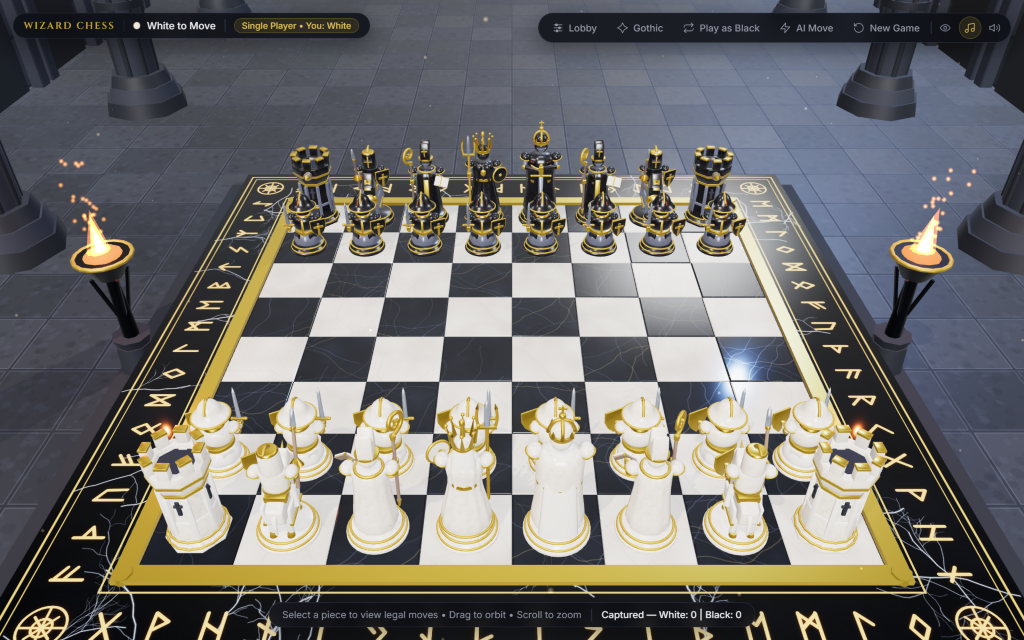 WIZARD CHESS
White to Move
Single Player • You: White
Lobby
Gothic
Play as Black
AI Move
New Game
Select a piece to view legal moves • Drag to orbit • Scroll to zoom
Captured — White: 0 | Black: 0